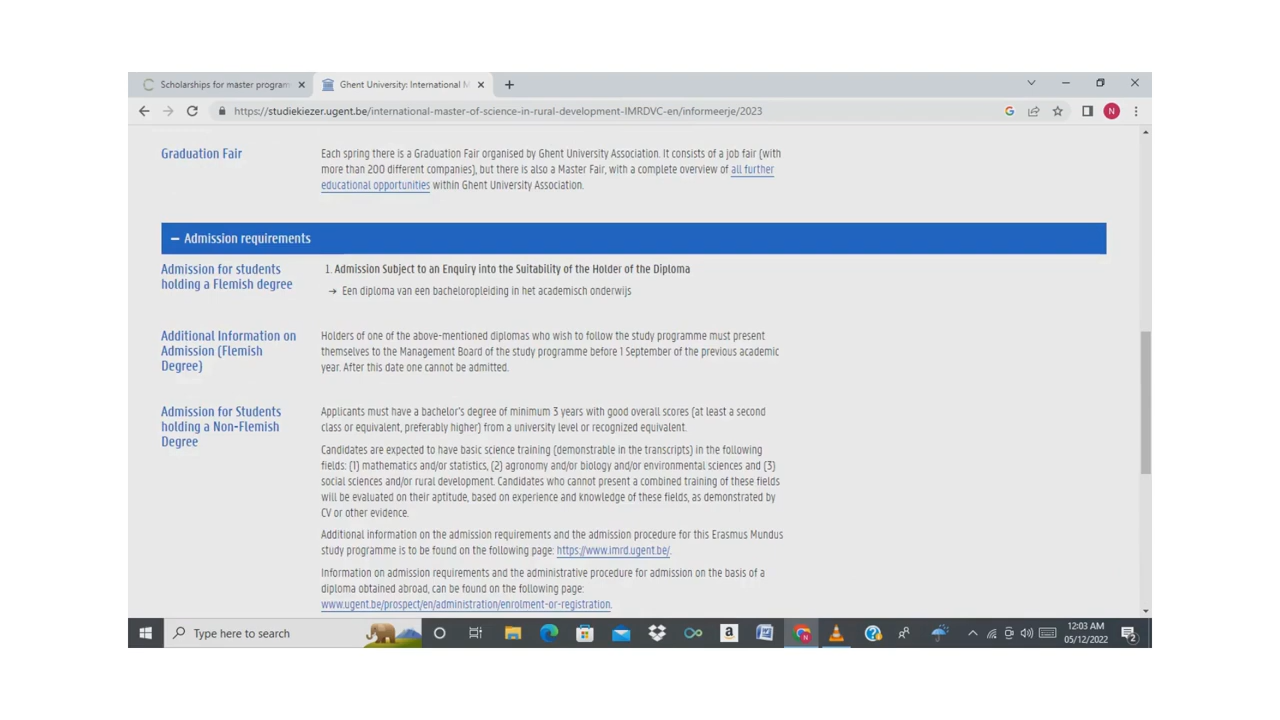 Scholarships for master program
Ghent University: International M
https://studiekiezer.ugent.be/international-master-of-science-in-rural-development-IMRDVC-en/informeerje/2023
G
N
Graduation Fair
Each spring there is a Graduation Fair organised by Ghent University Association. It consists of a job fair (with
more than 200 different companies), but there is also a Master Fair, with a complete overview of all further
educational opportunities within Ghent University Association.
Admission requirements
Admission for students
holding a Flemish degree
1. Admission Subject to an Enquiry into the Suitability of the Holder of the Diploma
→ Een diploma van een bacheloropleiding in het academisch onderwijs
Additional Information on
Admission (Flemish
Degree)
Holders of one of the above-mentioned diplomas who wish to follow the study programme must present
themselves to the Management Board of the study programme before 1 September of the previous academic
year. After this date one cannot be admitted.
Admission for Students
holding a Non-Flemish
Degree
Applicants must have a bachelor's degree of minimum 3 years with good overall scores (at least a second
class or equivalent, preferably higher) from a university level or recognized equivalent.
Candidates are expected to have basic science training (demonstrable in the transcripts) in the following
fields: (1) mathematics and/or statistics, (2) agronomy and/or biology and/or environmental sciences and (3)
social sciences and/or rural development. Candidates who cannot present a combined training of these fields
will be evaluated on their aptitude, based on experience and knowledge of these fields, as demonstrated by
CV or other evidence.
Additional information on the admission requirements and the admission procedure for this Erasmus Mundus
study programme is to be found on the following page: https://www.imrd.ugent.be/.
Information on admission requirements and the administrative procedure for admission on the basis of a
diploma obtained abroad, can be found on the following page:
www.ugent.be/prospect/en/administration/enrolment-or-registration.
Type here to search
a
N
12:03 AM
05/12/2022
2